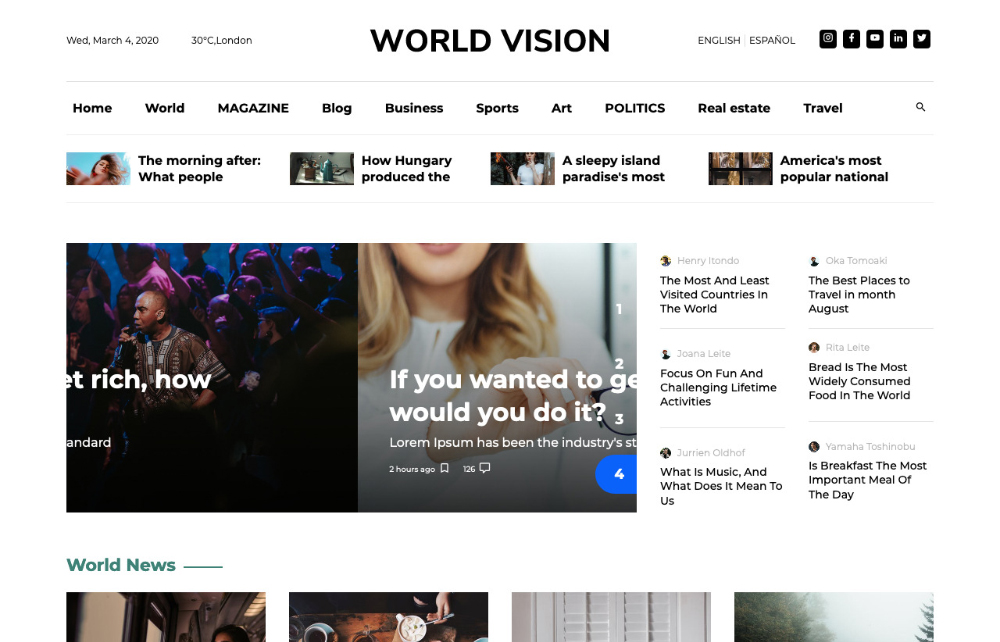 Wed, March 4, 2020
30°C,London
WORLD VISION
ENGLISH
ESPAÑOL
Home
World
MAGAZINE
Blog
Business
Sports
Art
POLITICS
Real estate
Travel
The morning after:
What people
How Hungary
produced the
A sleepy island
paradise's most
America's most
popular national
et rich, how
andard
If you wanted to ge
would you do it?
Lorem Ipsum has been the industry's st
2 hours ago
126
1
2
3
4
Henry Itondo
The Most And Least
Visited Countries In
The World
Oka Tomoaki
The Best Places to
Travel in month
August
Joana Leite
Focus On Fun And
Challenging Lifetime
Activities
Rita Leite
Bread Is The Most
Widely Consumed
Food In The World
Jurrien Oldhof
What Is Music, And
What Does It Mean To
Us
Yamaha Toshinobu
Is Breakfast The Most
Important Meal Of
The Day
World News